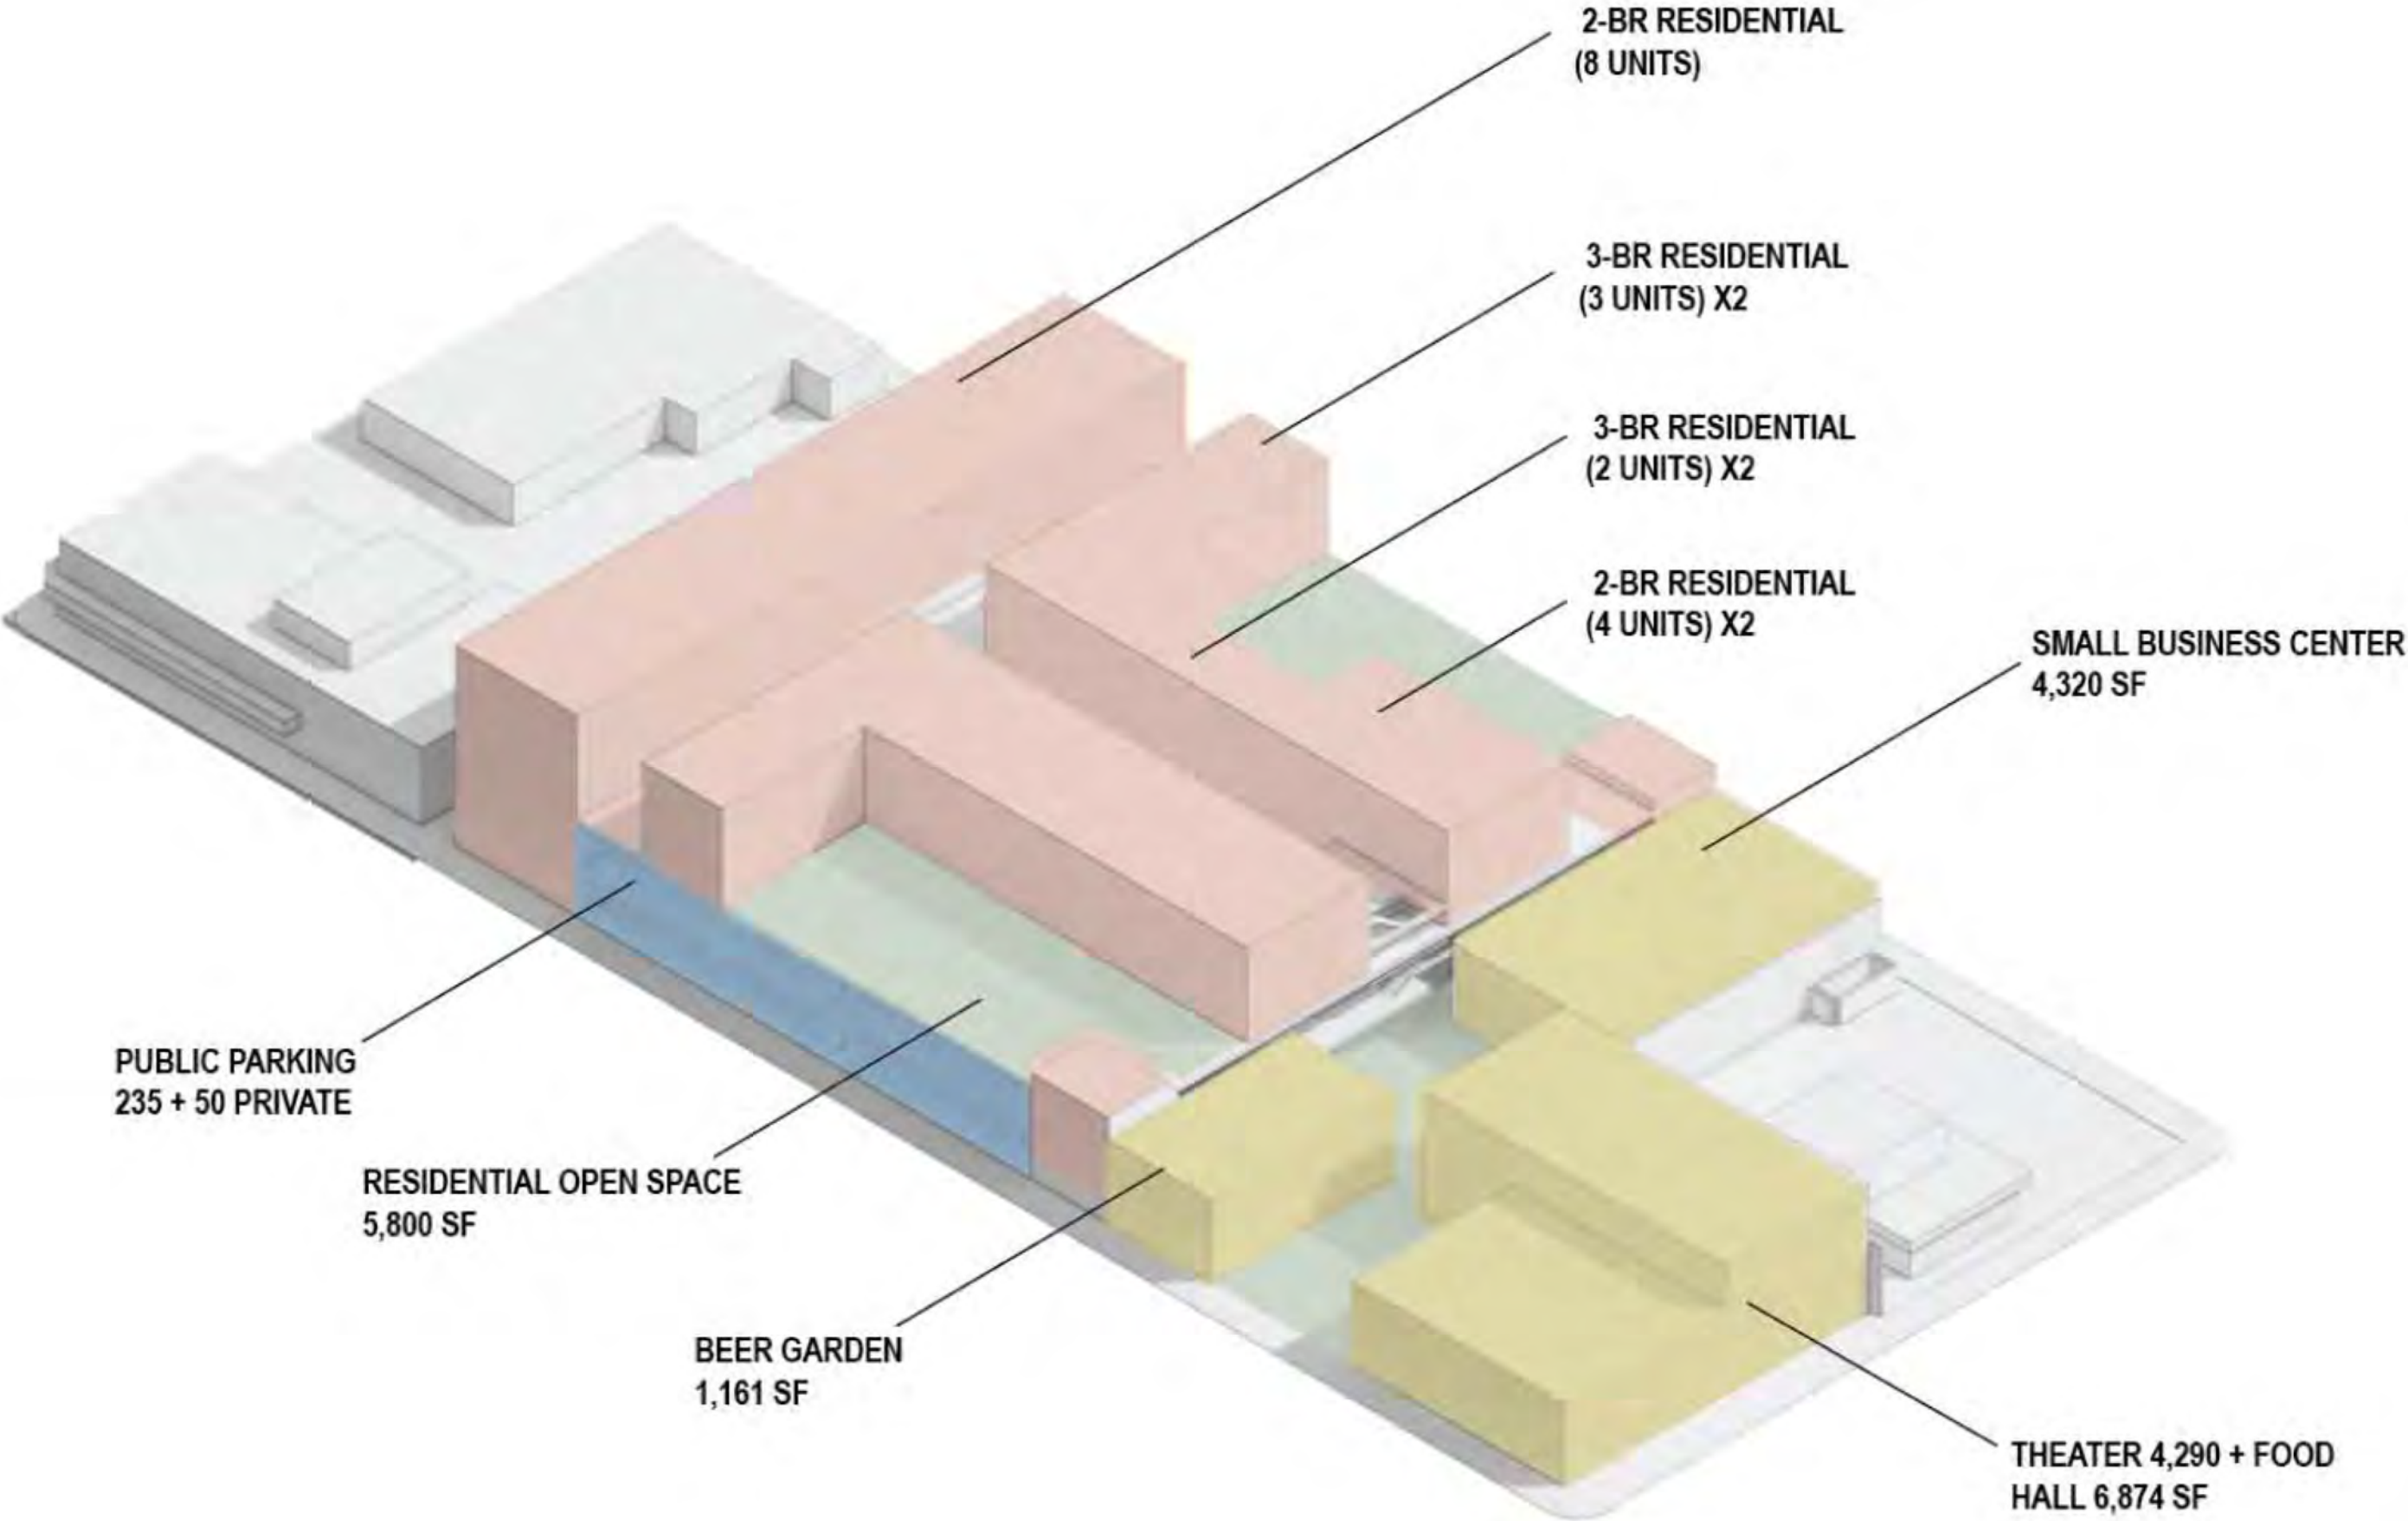 2-BR RESIDENTIAL
(8 UNITS)
3-BR RESIDENTIAL
(3 UNITS) X2
3-BR RESIDENTIAL
(2 UNITS) X2
2-BR RESIDENTIAL
(4 UNITS) X2
SMALL BUSINESS CENTER
4,320 SF
PUBLIC PARKING
235 + 50 PRIVATE
RESIDENTIAL OPEN SPACE
5,800 SF
BEER GARDEN
1,161 SF
THEATER 4,290 + FOOD
HALL 6,874 SF